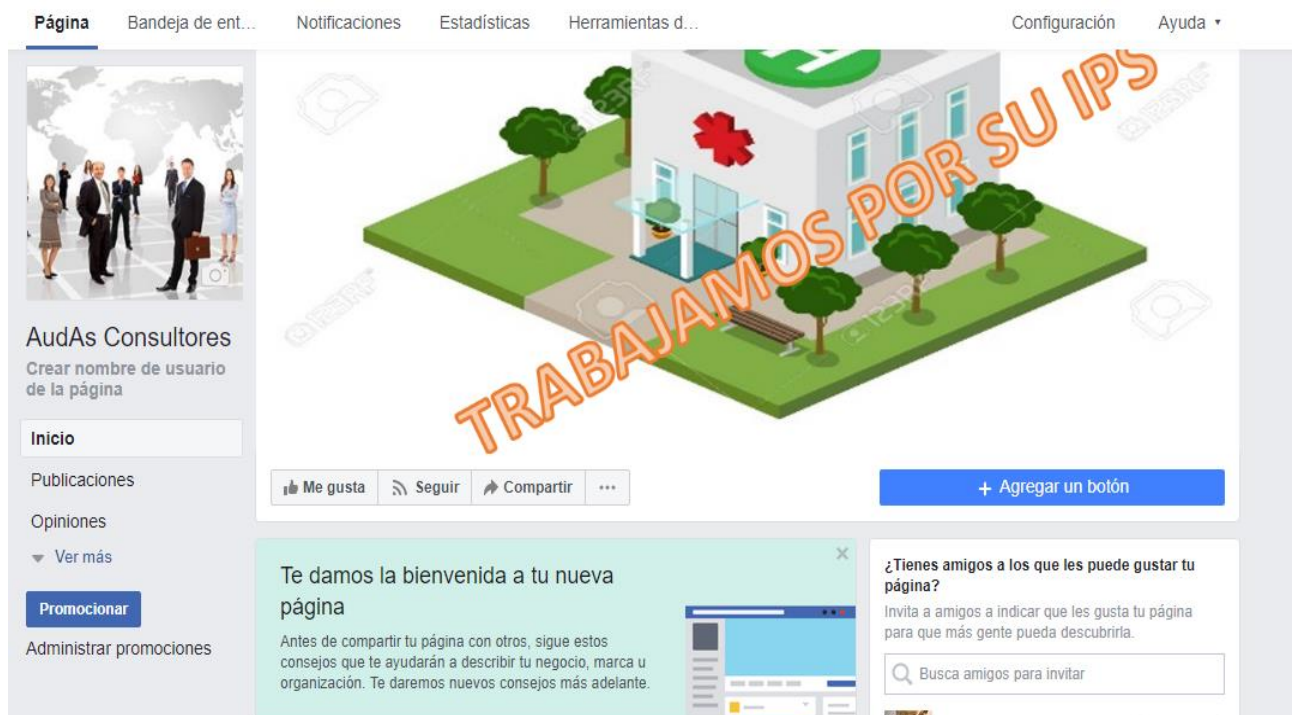 Página Bandeja de ent... Notificaciones Estadísticas Herramientas d... Configuración Ayuda
TRABAJAMOS POR SU IPS
123RF
AudAs Consultores
Crear nombre de usuario
de la página
Inicio
Publicaciones
Opiniones
Ver más
Promocionar
Administrar promociones
Me gusta Seguir Compartir ...
+ Agregar un botón
Te damos la bienvenida a tu nueva
página
Antes de compartir tu página con otros, sigue estos
consejos que te ayudarán a describir tu negocio, marca u
organización. Te daremos nuevos consejos más adelante.
¿Tienes amigos a los que les puede gustar tu
página?
Invita a amigos a indicar que les gusta tu página
para que más gente pueda descubrirla.
Busca amigos para invitar